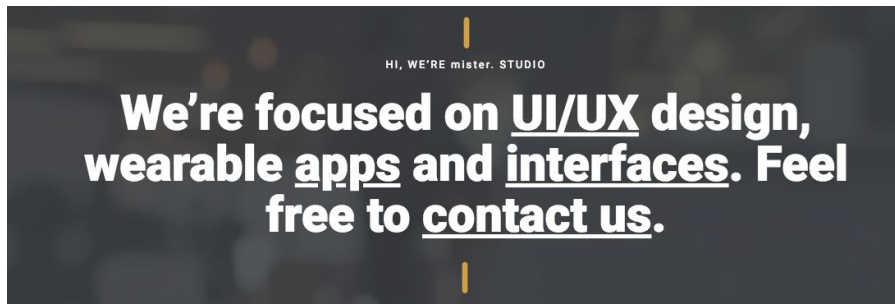 HI, WE’RE mister. STUDIO
We’re focused on UI/UX design,
wearable apps and interfaces. Feel
free to contact us.